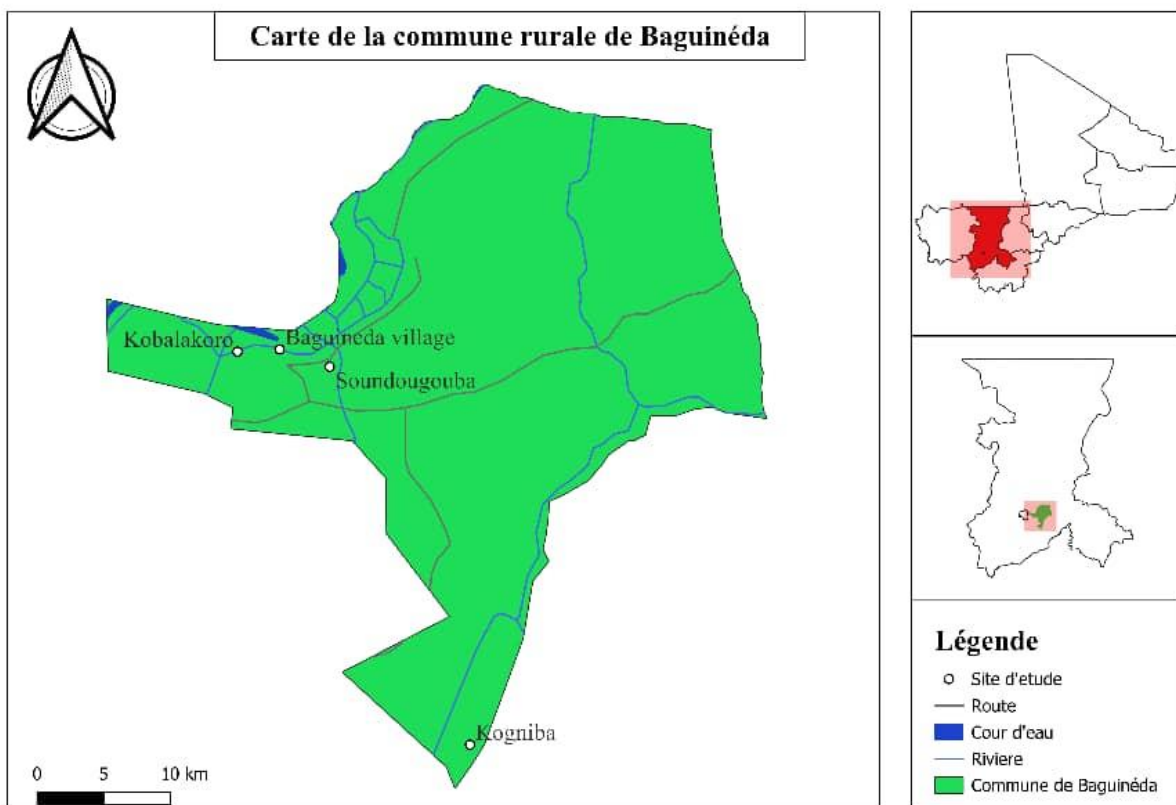 Carte de la commune rurale de Baguinéda
Kobalakoro
Baguineda village
Soundougouba
Kogniba
0 5 10 km
Légende
Site d'etude
Route
Cour d'eau
Riviere
Commune de Baguinéda